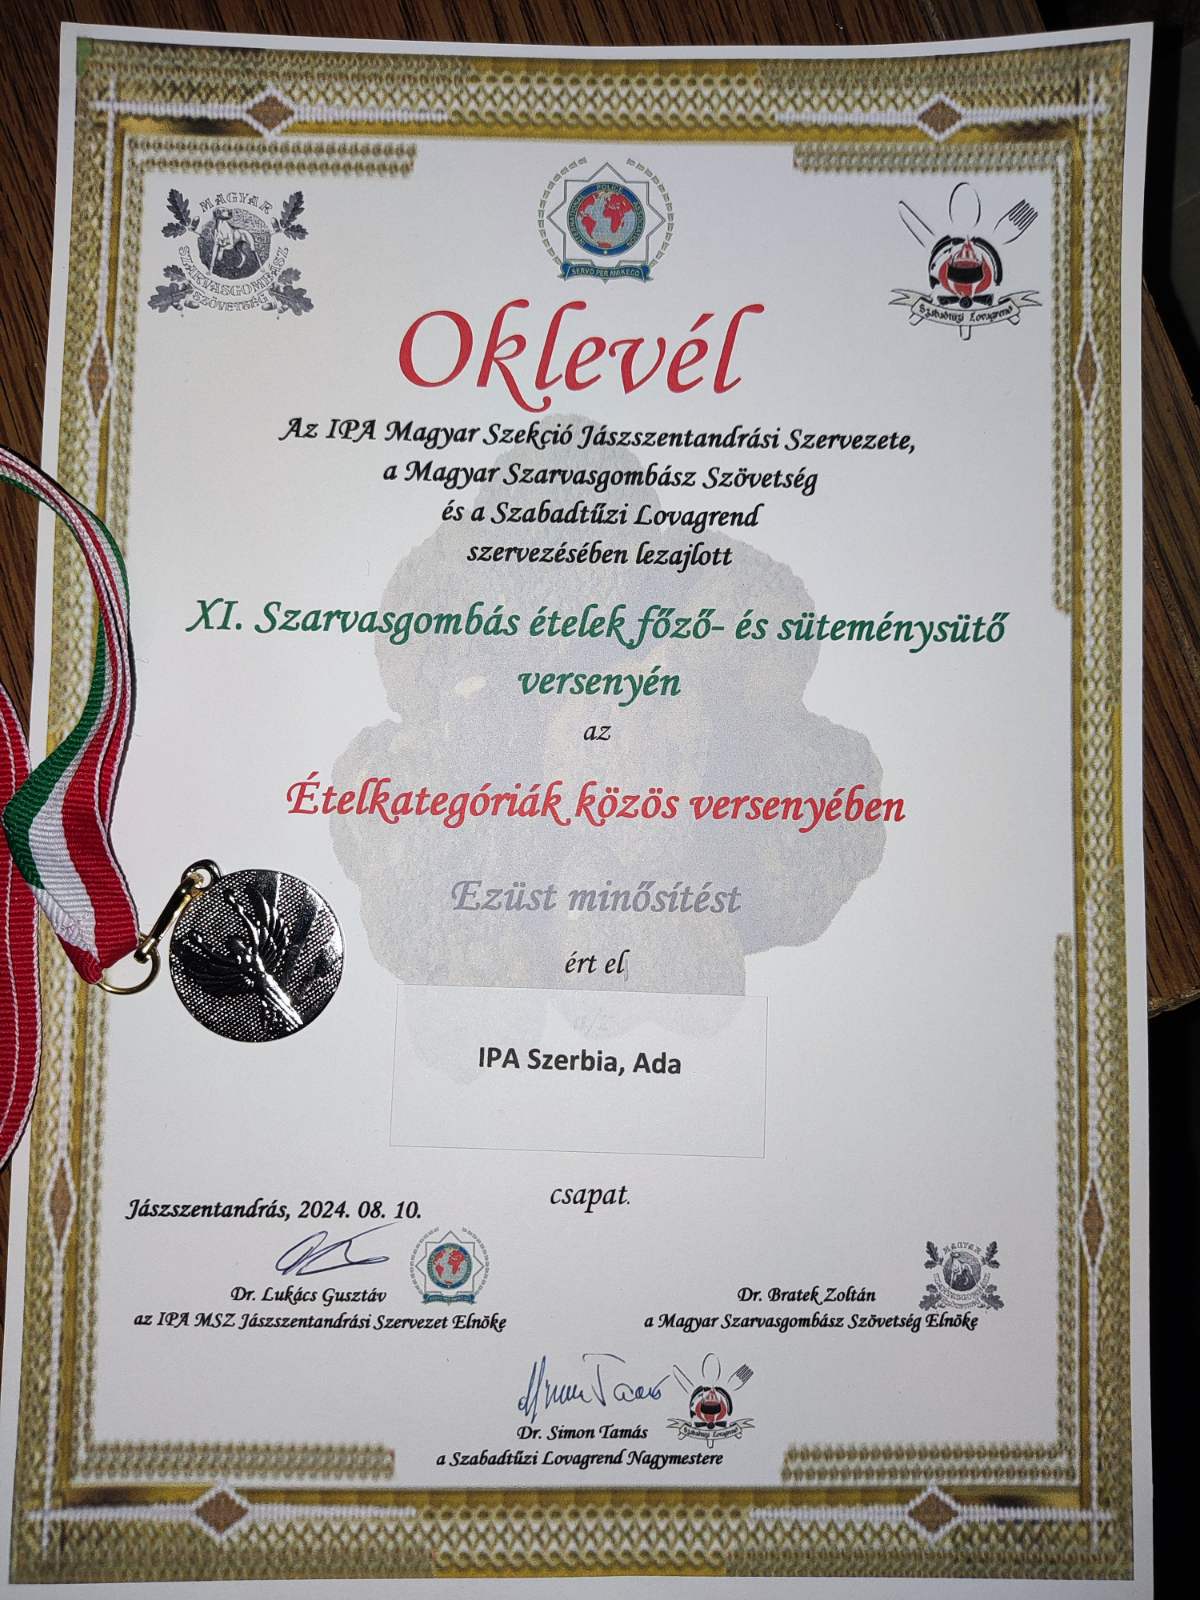 MAGYAR
SZARVASGOMBÁSZ
SZÖVETSÉG
INTERNATIONAL POLICE ASSOCIATION
SERVO PER AMIKECO
Szabadtűzi Lovagrend
Oklevél
Az IPA Magyar Szekció Jászszentandrási Szervezete,
a Magyar Szarvasgombász Szövetség
és a Szabadtűzi Lovagrend
szervezésében lezajlott
XI. Szarvasgombás ételek főző- és süteménysütő
versenyén
az
Ételkategóriák közös versenyében
Ezüst minősítést
ért el
IPA Szerbia, Ada
csapat.
Jászszentandrás, 2024. 08. 10.
Dr. Lukács Gusztáv
az IPA MSZ Jászszentandrási Szervezet Elnöke
Dr. Bratek Zoltán
a Magyar Szarvasgombász Szövetség Elnöke
Dr. Simon Tamás
a Szabadtűzi Lovagrend Nagymestere